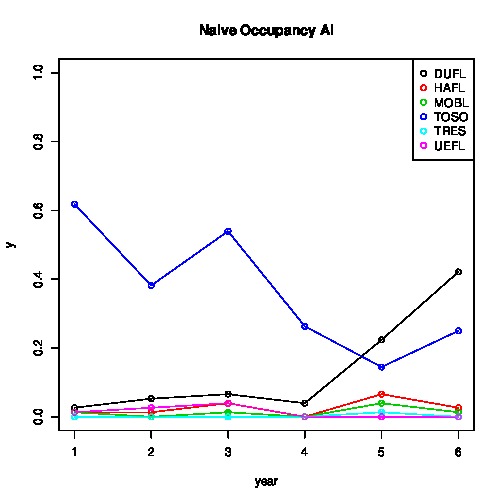 Naive Occupancy AI
1.0
0.8
0.6
0.4
0.2
0.0
y
DUFL
HAFL
MOBL
TOSO
TRES
UEFL
1 2 3 4 5 6
year